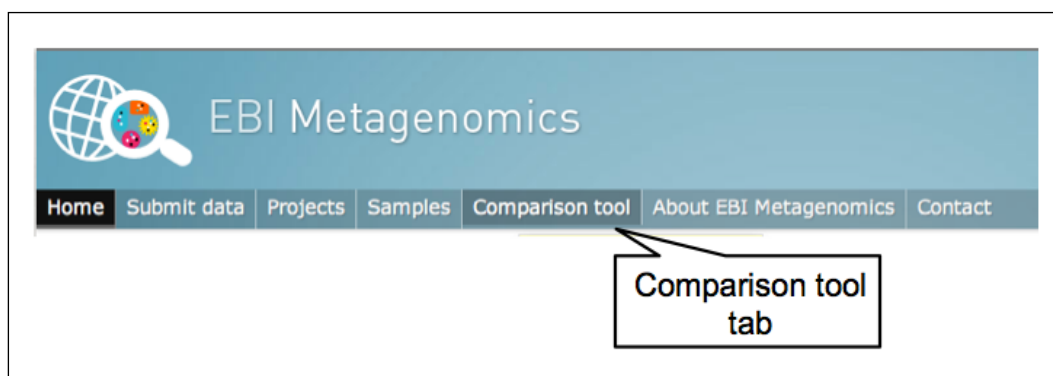 EBI Metagenomics
Home Submit data Projects Samples Comparison tool About EBI Metagenomics Contact
Comparison tool
tab